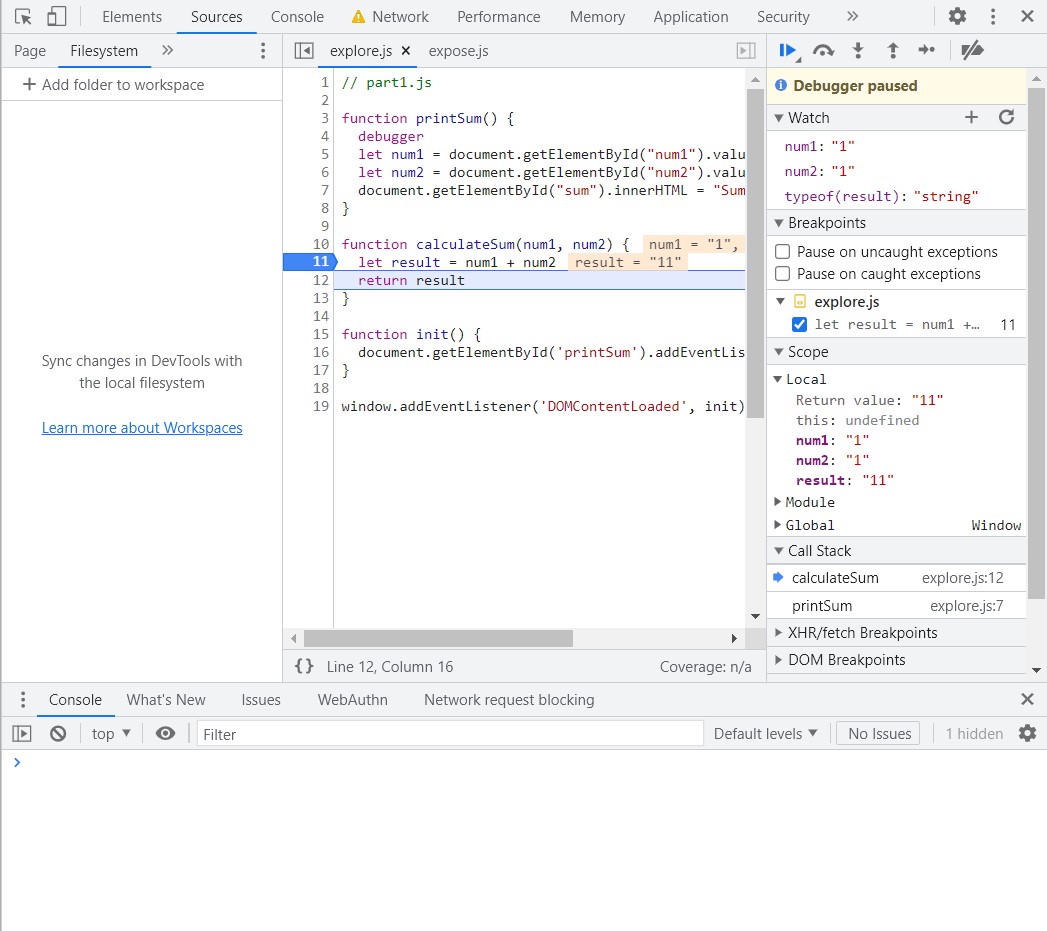 Elements Sources Console Network Performance Memory Application Security »
Page Filesystem »
+ Add folder to workspace
Sync changes in DevTools with
the local filesystem
Learn more about Workspaces
explore.js × expose.js
1 // part1.js
2
3 function printSum() {
4 debugger
5 let num1 = document.getElementById("num1").valu
6 let num2 = document.getElementById("num2").valu
7 document.getElementById("sum").innerHTML = "Sum
8 }
9
10 function calculateSum(num1, num2) { num1 = "1",
11 let result = num1 + num2 result = "11"
12 return result
13 }
14
15 function init() {
16 document.getElementById('printSum').addEventLis
17 }
18
19 window.addEventListener('DOMContentLoaded', init)
{} Line 12, Column 16 Coverage: n/a
Debugger paused
Watch
num1: "1"
num2: "1"
typeof(result): "string"
Breakpoints
Pause on uncaught exceptions
Pause on caught exceptions
explore.js
let result = num1 +… 11
Scope
Local
Return value: "11"
this: undefined
num1: "1"
num2: "1"
result: "11"
Module
Global Window
Call Stack
calculateSum explore.js:12
printSum explore.js:7
XHR/fetch Breakpoints
DOM Breakpoints
Console What's New Issues WebAuthn Network request blocking
top Filter Default levels No Issues 1 hidden